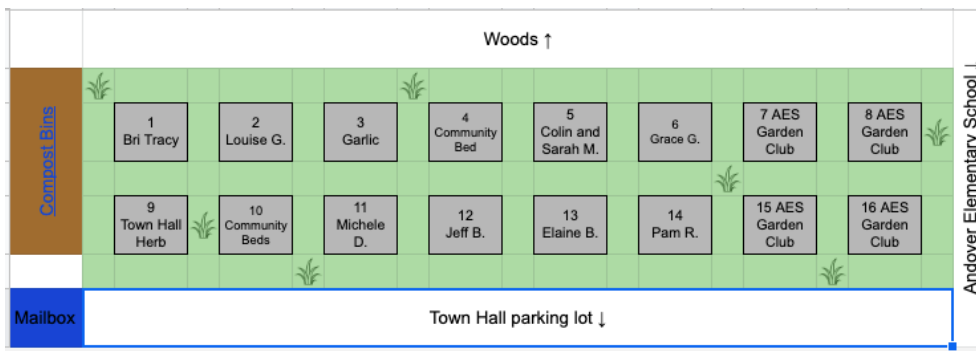 Woods ↑
Compost Bins
1
Bri Tracy
2
Louise G.
3
Garlic
4
Community
Bed
5
Colin and
Sarah M.
6
Grace G.
7 AES
Garden
Club
8 AES
Garden
Club
9
Town Hall
Herb
10
Community
Beds
11
Michele
D.
12
Jeff B.
13
Elaine B.
14
Pam R.
15 AES
Garden
Club
16 AES
Garden
Club
Andover Elementary School ↓
Mailbox
Town Hall parking lot ↓